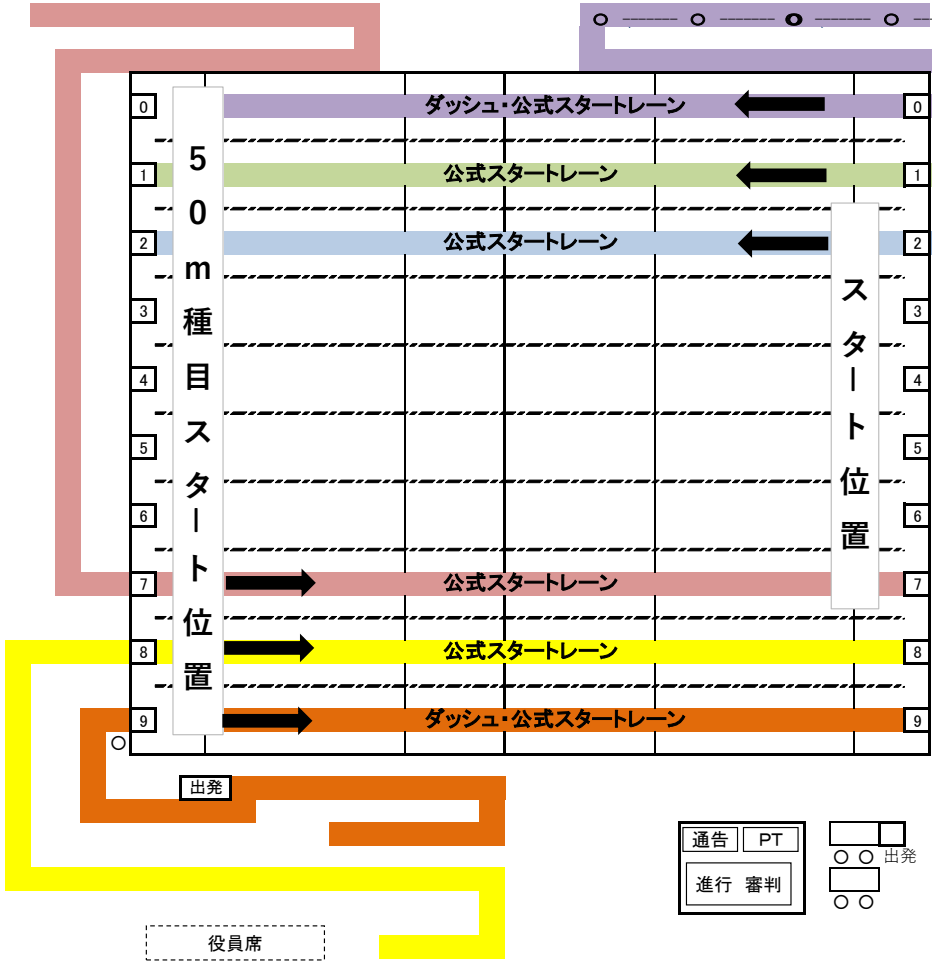 0 ダッシュ・公式スタートレーン 0
1 公式スタートレーン 1
2 公式スタートレーン 2
3 3
4 4
5 5
6 6
7 公式スタートレーン 7
8 公式スタートレーン 8
9 ダッシュ・公式スタートレーン 9
50m種目スタート位置
スタート位置
出発
通告 PT
進行 審判
出発
役員席